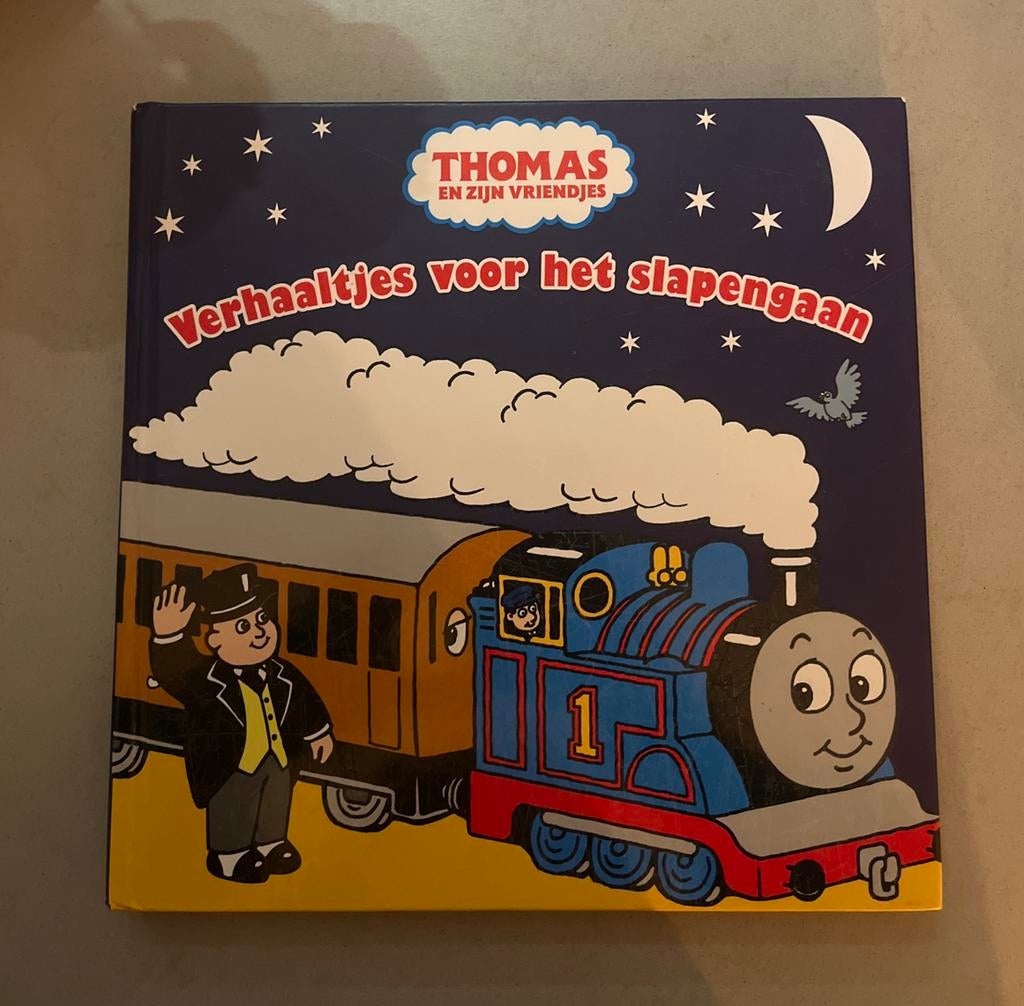 THOMAS
EN ZIJN VRIENDJES
Verhaaltjes voor het slapengaan
1